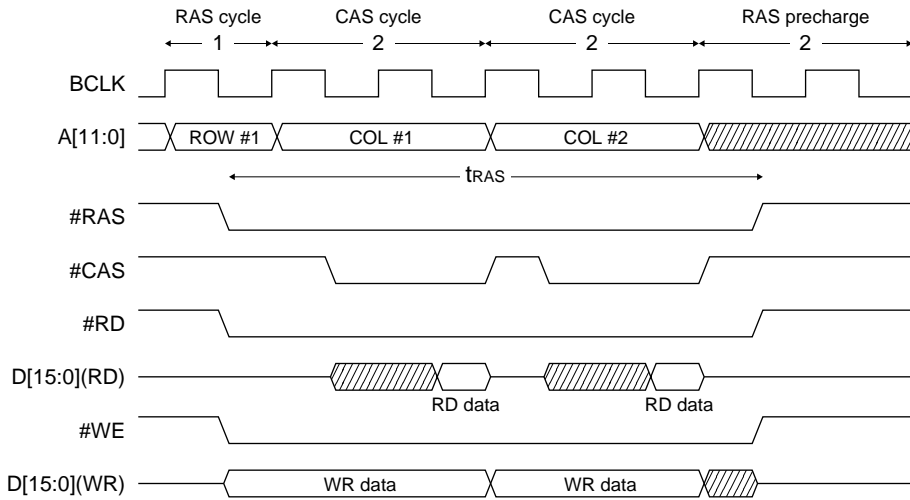 RAS cycle CAS cycle CAS cycle RAS precharge
1 2 2 2
BCLK
A[11:0] ROW #1 COL #1 COL #2
tRAS
#RAS
#CAS
#RD
D[15:0](RD)
RD data RD data
#WE
D[15:0](WR) WR data WR data